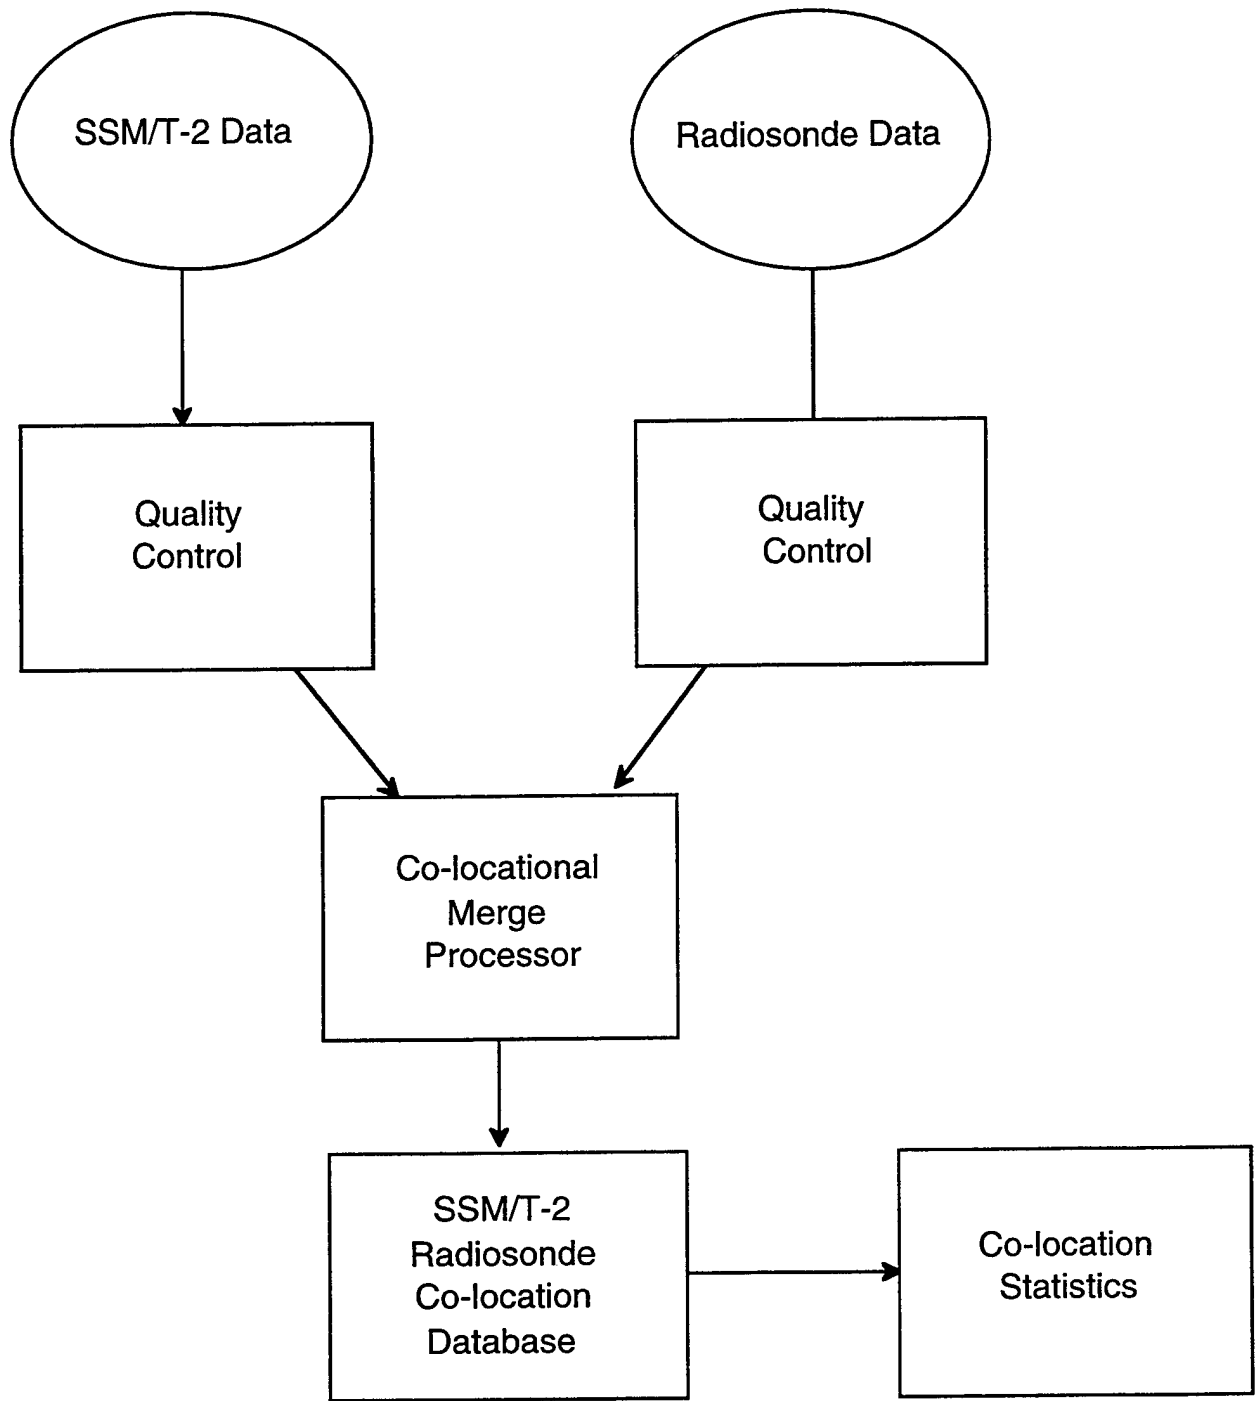 SSM/T-2 Data
Radiosonde Data
Quality
Control
Quality
Control
Co-locational
Merge
Processor
SSM/T-2
Radiosonde
Co-location
Database
Co-location
Statistics